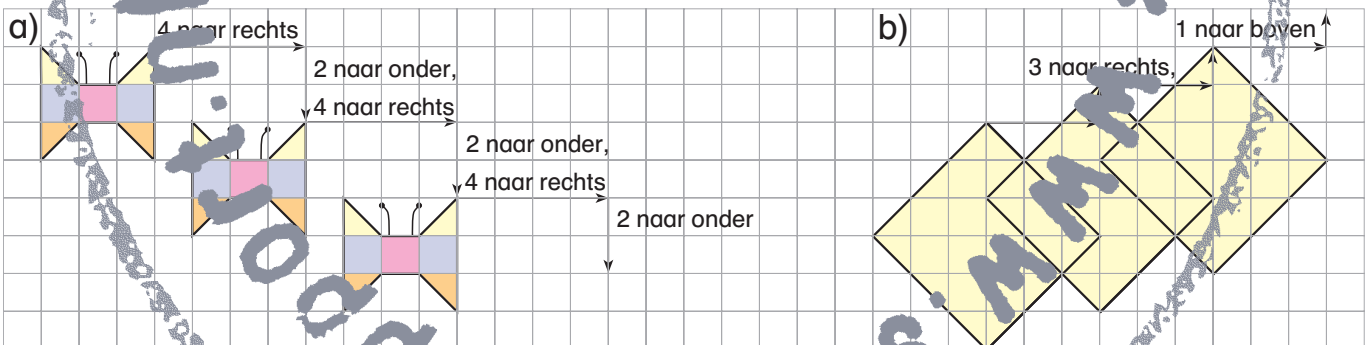 a)
4 naar rechts
2 naar onder,
4 naar rechts
2 naar onder,
4 naar rechts
2 naar onder
b)
1 naar boven
3 naar rechts,